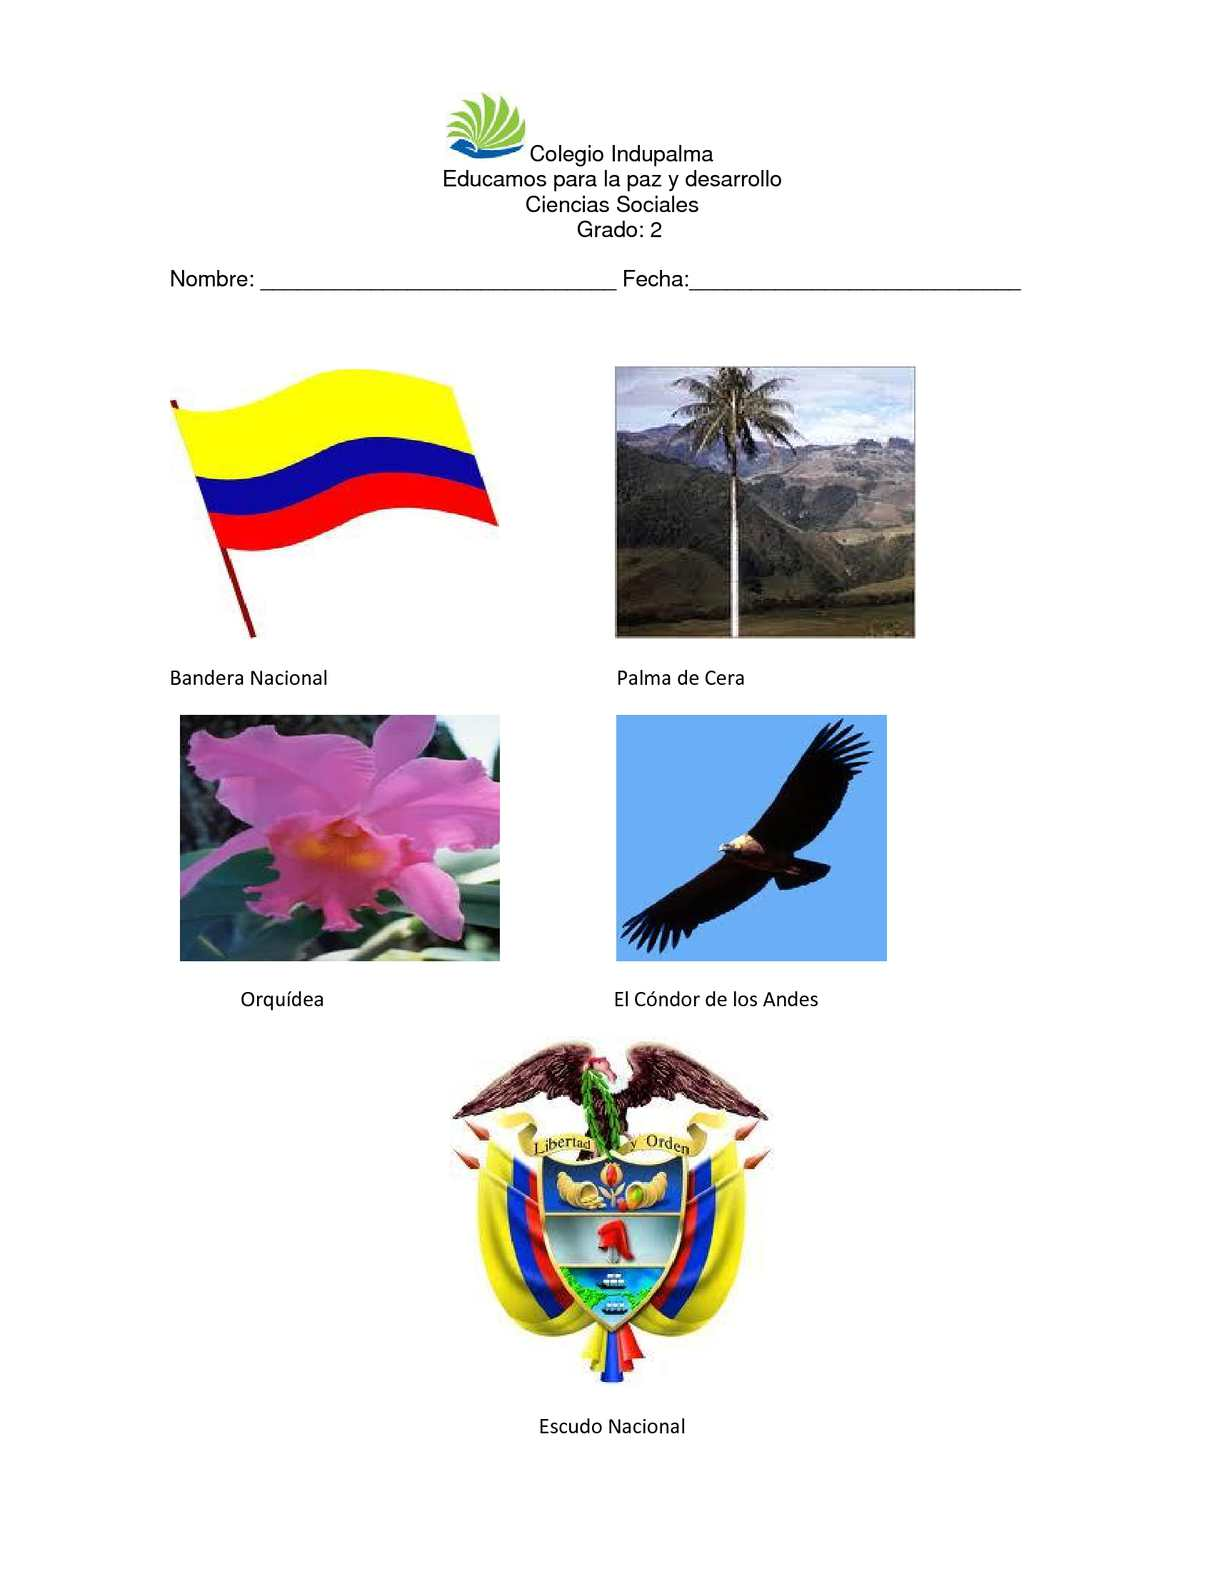 Colegio Indupalma
Educamos para la paz y desarrollo
Ciencias Sociales
Grado: 2
Nombre: _____________________________ Fecha:___________________________
Bandera Nacional
Palma de Cera
Orquídea
El Cóndor de los Andes
Libertad y Orden
Escudo Nacional